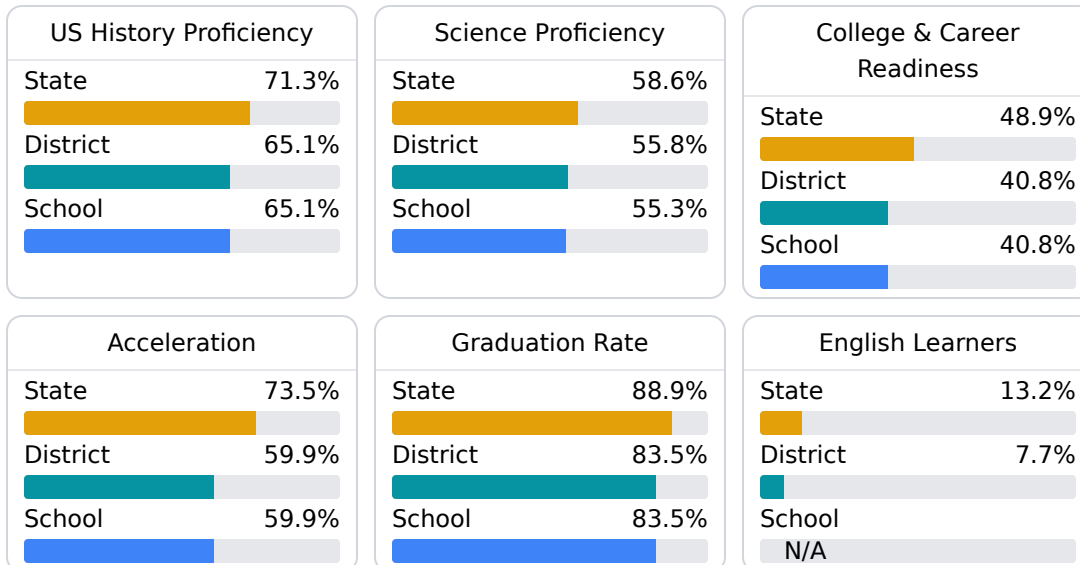 US History Proficiency
State 71.3%
District 65.1%
School 65.1%
Science Proficiency
State 58.6%
District 55.8%
School 55.3%
College & Career
Readiness
State 48.9%
District 40.8%
School 40.8%
Acceleration
State 73.5%
District 59.9%
School 59.9%
Graduation Rate
State 88.9%
District 83.5%
School 83.5%
English Learners
State 13.2%
District 7.7%
School
N/A